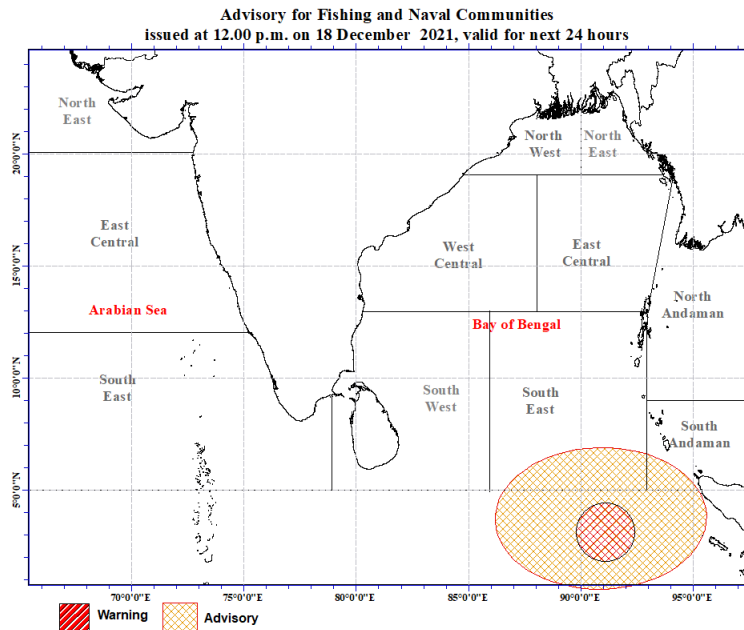 Advisory for Fishing and Naval Communities
issued at 12.00 p.m. on 18 December 2021, valid for next 24 hours
North
East
North
West
North
East
20°0'0"N
East
Central
West
Central
East
Central
15°0'0"N
North
Andaman
Arabian Sea
Bay of Bengal
10°0'0"N
South
East
South
West
South
East
South
Andaman
5°0'0"N
70°0'0"E
75°0'0"E
80°0'0"E
85°0'0"E
90°0'0"E
95°0'0"E
Warning
Advisory